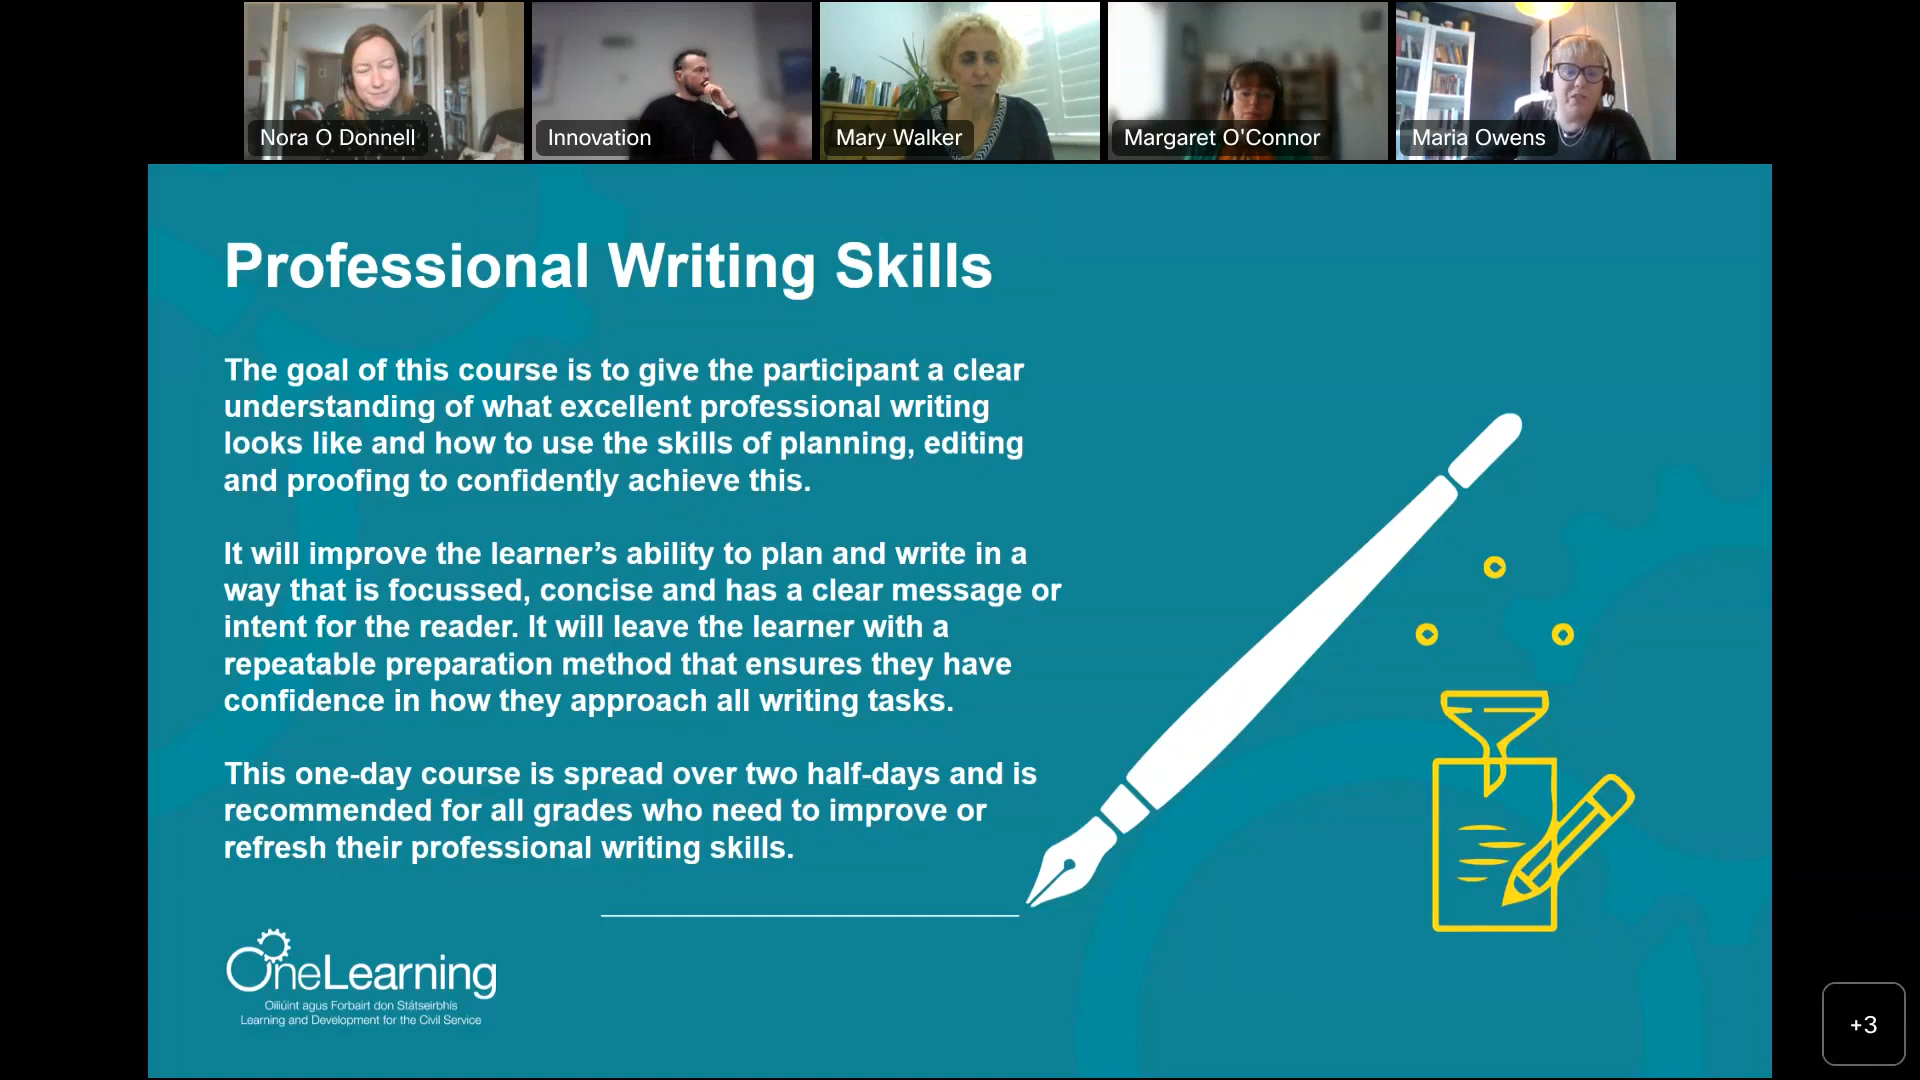 Nora O Donnell
Innovation
Mary Walker
Margaret O'Connor
Maria Owens
Professional Writing Skills
The goal of this course is to give the participant a clear
understanding of what excellent professional writing
looks like and how to use the skills of planning, editing
and proofing to confidently achieve this.
It will improve the learner’s ability to plan and write in a
way that is focussed, concise and has a clear message or
intent for the reader. It will leave the learner with a
repeatable preparation method that ensures they have
confidence in how they approach all writing tasks.
This one-day course is spread over two half-days and is
recommended for all grades who need to improve or
refresh their professional writing skills.
OneLearning
Oiliúint agus Forbairt don Státseirbhís
Learning and Development for the Civil Service
+3